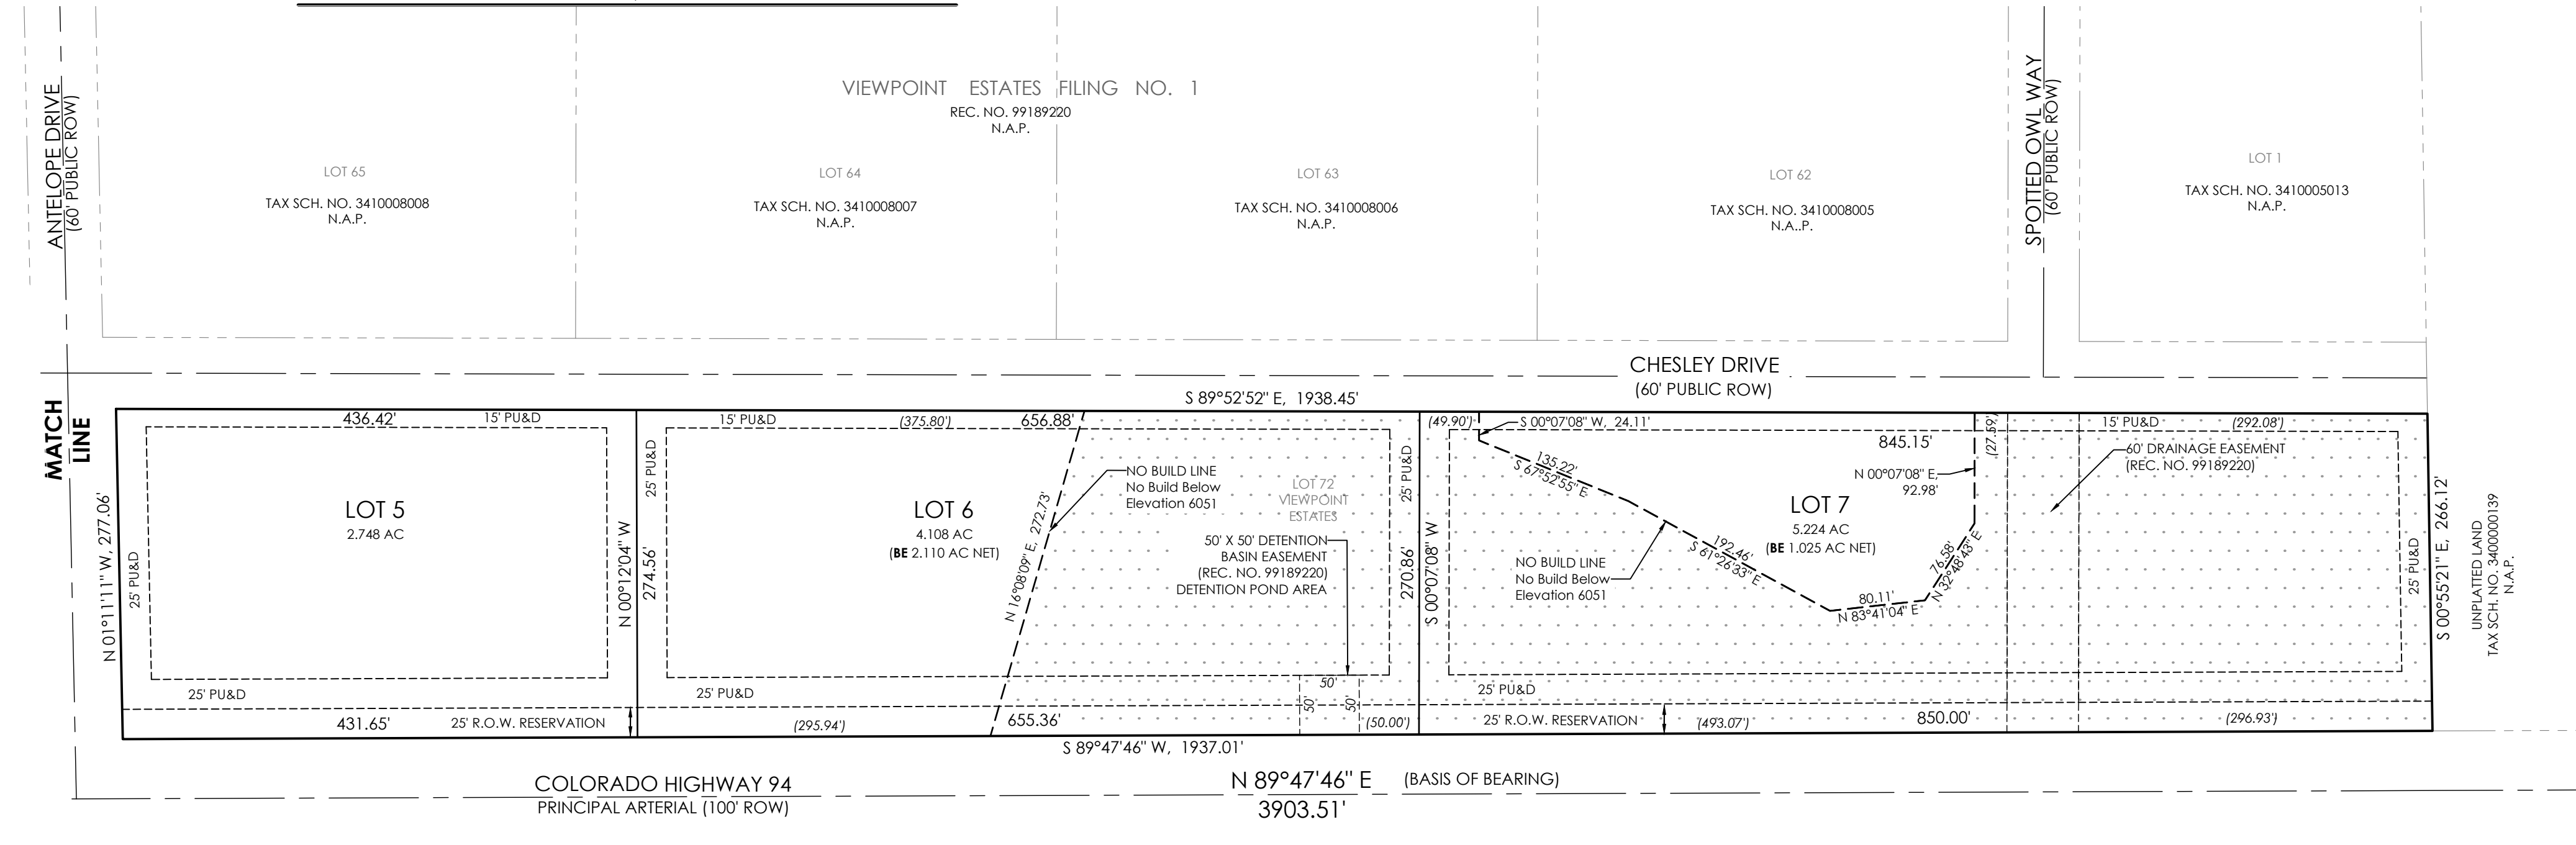 VIEWPOINT ESTATES FILING NO. 1
REC. NO. 99189220
N.A.P.
ANTELOPE DRIVE
(60' PUBLIC ROW)
LOT 65
TAX SCH. NO. 3410008008
N.A.P.
LOT 64
TAX SCH. NO. 3410008007
N.A.P.
LOT 63
TAX SCH. NO. 3410008006
N.A.P.
LOT 62
TAX SCH. NO. 3410008005
N.A..P.
SPOTTED OWL WAY
(60' PUBLIC ROW)
LOT 1
TAX SCH. NO. 3410005013
N.A.P.
CHESLEY DRIVE
(60' PUBLIC ROW)
S 89°52'52" E, 1938.45'
MATCH
LINE
N 01°11'11" W, 277.06'
436.42'
15' PU&D
25' PU&D
LOT 5
2.748 AC
25' PU&D
431.65'
25' R.O.W. RESERVATION
N 00°12'04" W
274.56'
25' PU&D
15' PU&D
(375.80')
656.88'
LOT 6
4.108 AC
(BE 2.110 AC NET)
N 16°08'09" E, 272.73'
NO BUILD LINE
No Build Below
Elevation 6051
LOT 72
VIEWPOINT
ESTATES
50' X 50' DETENTION
BASIN EASEMENT
(REC. NO. 99189220)
DETENTION POND AREA
25' PU&D
25' PU&D
(295.94')
655.36'
50'
50'
50'
(50.00')
270.86'
S 00°07'08" W
(49.90')
S 00°07'08" W, 24.11'
135.22'
S 67°52'55" E
192.46'
S 61°26'33" E
NO BUILD LINE
No Build Below
Elevation 6051
845.15'
N 00°07'08" E,
92.98'
LOT 7
5.224 AC
(BE 1.025 AC NET)
76.58'
N 32°48'43" E
80.11'
N 83°41'04" E
(27.59')
15' PU&D
(292.08')
60' DRAINAGE EASEMENT
(REC. NO. 99189220)
25' PU&D
S 00°55'21" E, 266.12'
UNPLATTED LAND
TAX SCH. NO. 3400000139
N.A.P.
25' PU&D
25' R.O.W. RESERVATION
(493.07')
850.00'
(296.93')
S 89°47'46" W, 1937.01'
COLORADO HIGHWAY 94
PRINCIPAL ARTERIAL (100' ROW)
N 89°47'46" E (BASIS OF BEARING)
3903.51'